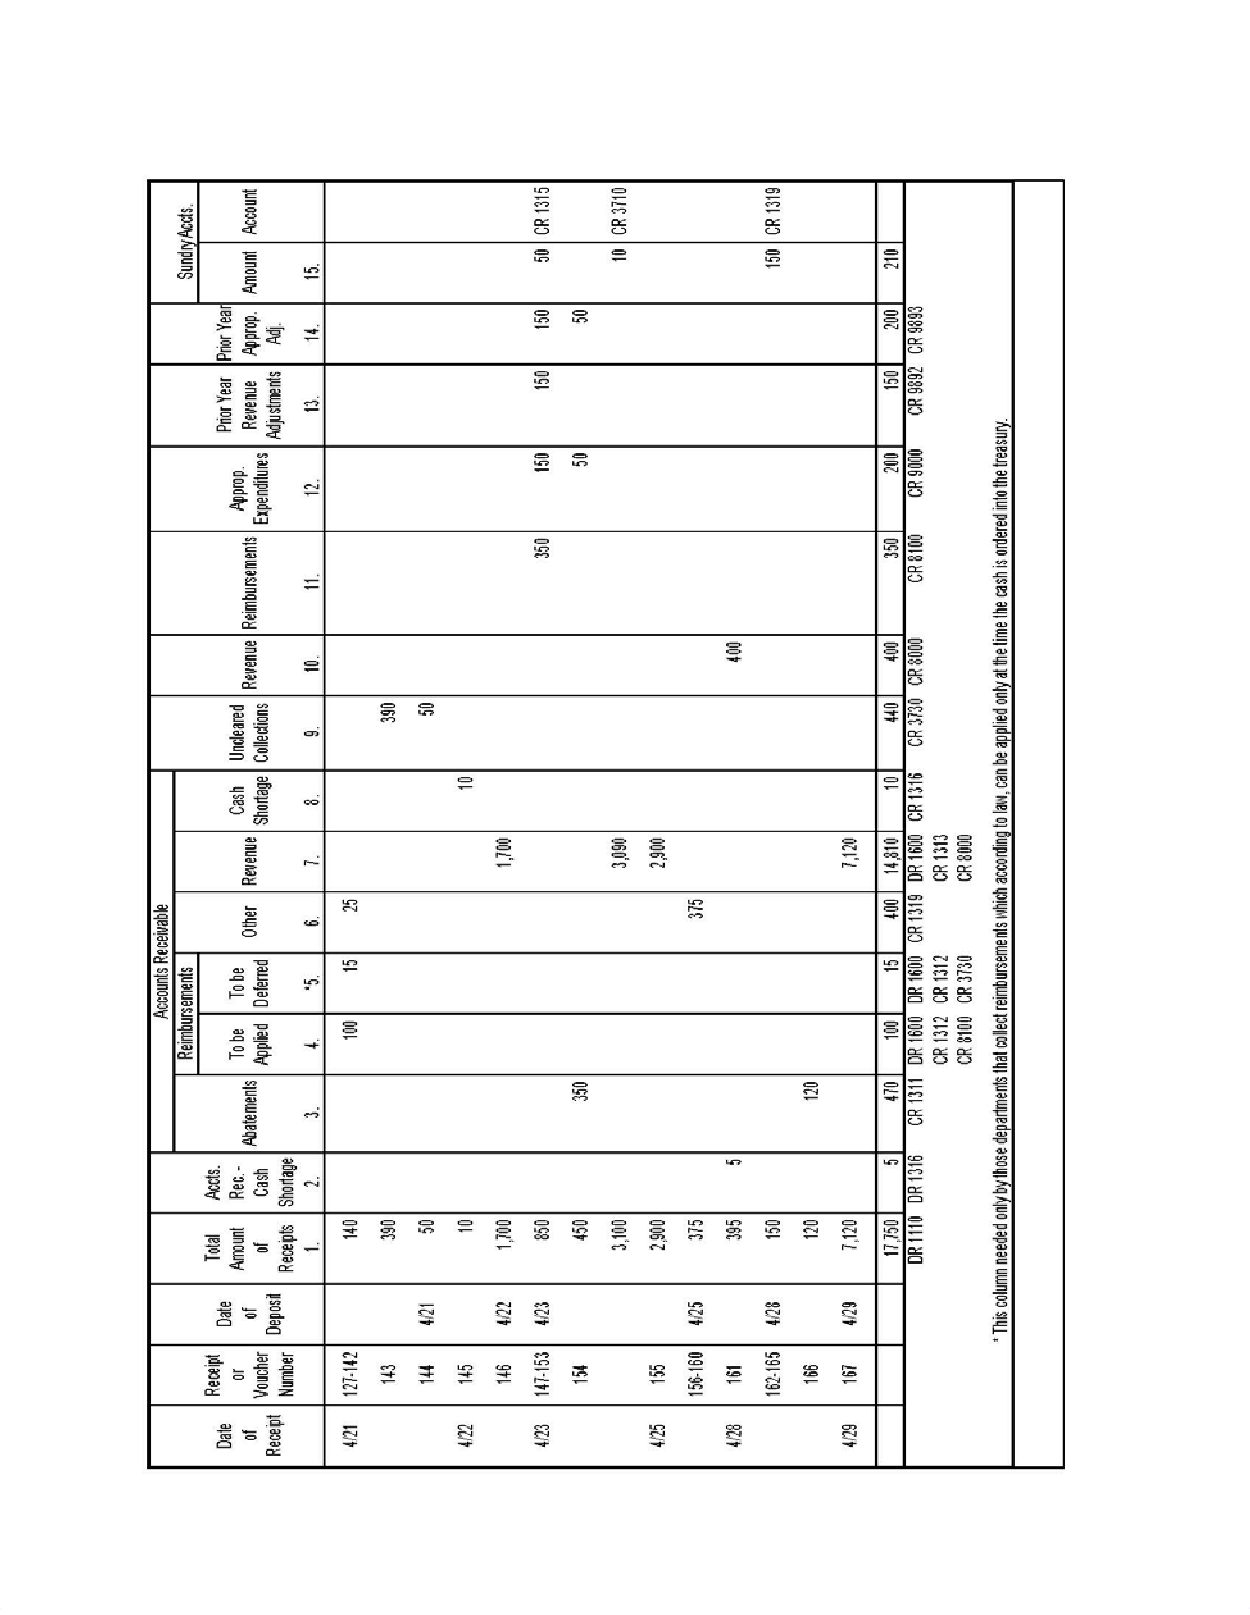 Accounts Receivable Sundry Accts.
Reimbursements
Date Receipt Date Total Accts. Prior Year Prior Year
of or of Amount Rec.- Abatements To be To be Other Revenue Cash Uncleared Revenue Reimbursements Approp. Revenue Approp. Amount Account
Receipt Voucher Deposit of Cash Applied Deferred Shortage Collections Expenditures Adjustments Adj.
Number Receipts Shortage
1. 2. 3. 4. *5. 6. 7. 8. 9. 10. 11. 12. 13. 14. 15.
4/21 127-142 140 100 15 25
143 390 390
144 4/21 50 50
4/22 145 10 10
146 4/22 1,700 1,700
4/23 147-153 4/23 850 350 150 150 150 50 CR 1315
154 450 350 50 50
3,100 3,090 10 CR 3710
4/25 155 2,900 2,900
156-160 4/25 375 375
4/28 161 395 5 400
162-165 4/28 150 150 CR 1319
166 120 120
4/29 167 4/29 7,120 7,120
17,750 5 470 100 15 400 14,810 10 440 400 350 200 150 200 210
DR 1110 DR 1316 CR 1311 DR 1600 DR 1600 CR 1319 DR 1600 CR 1316 CR 3730 CR 8000 CR 8100 CR 9000 CR 9892 CR 9893
CR 1312 CR 1312 CR 1313
CR 8100 CR 3730 CR 8000
* This column needed only by those departments that collect reimbursements which according to law, can be applied only at the time the cash is ordered into the treasury.